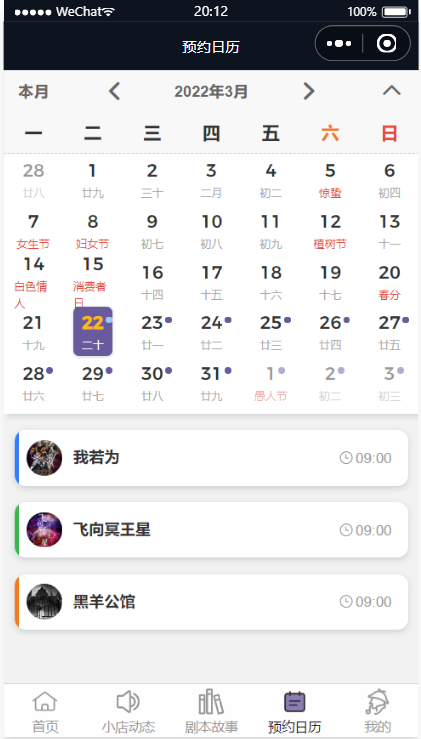 WeChat 20:12 100%
预约日历
本月 2022年3月
一 二 三 四 五 六 日
28 1 2 3 4 5 6
廿八 廿九 三十 二月 初二 惊蛰 初四
7 8 9 10 11 12 13
女生节 妇女节 初七 初八 初九 植树节 十一
14 15 16 17 18 19 20
白色情人 消费者日 十四 十五 十六 十七 春分
21 22 23 24 25 26 27
十九 二十 廿一 廿二 廿三 廿四 廿五
28 29 30 31 1 2 3
廿六 廿七 廿八 廿九 愚人节 初二 初三
我若为 09:00
飞向冥王星 09:00
黑羊公馆 09:00
首页 小店动态 剧本故事 预约日历 我的